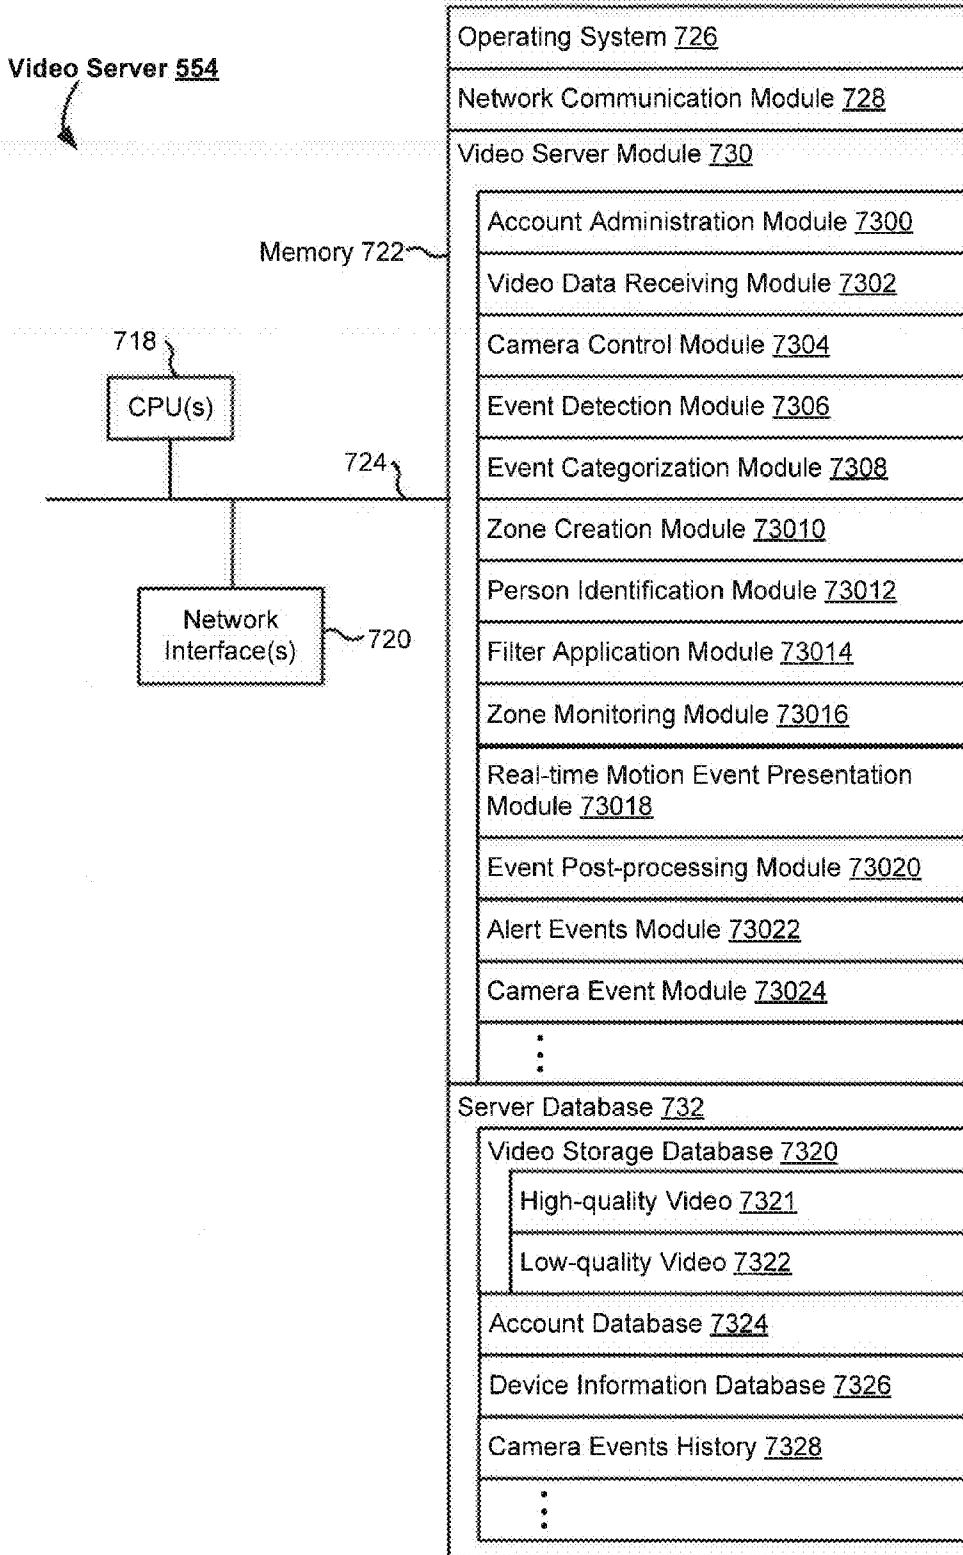 Video Server 554
Operating System 726
Network Communication Module 728
Video Server Module 730
Account Administration Module 7300
Memory 722
Video Data Receiving Module 7302
Camera Control Module 7304
718
CPU(s)
Event Detection Module 7306
724
Event Categorization Module 7308
Zone Creation Module 73010
Person Identification Module 73012
Network
Interface(s)
720
Filter Application Module 73014
Zone Monitoring Module 73016
Real-time Motion Event Presentation
Module 73018
Event Post-processing Module 73020
Alert Events Module 73022
Camera Event Module 73024
Server Database 732
Video Storage Database 7320
High-quality Video 7321
Low-quality Video 7322
Account Database 7324
Device Information Database 7326
Camera Events History 7328